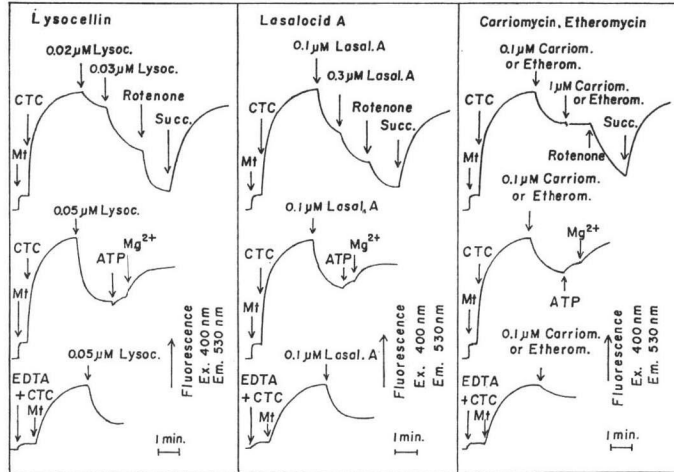 Lysocellin
0.02µM Lysoc.
0.03µM Lysoc.
CTC
Rotenone
Succ.
Mt
0.05µM Lysoc.
CTC
Mg2+
ATP
Mt
Fluorescence
Ex. 400 nm
Em. 530 nm
0.05µM Lysoc.
EDTA
+ CTC
Mt
1 min.
Lasalocid A
0.1µM Lasal.A
0.3µM Lasal.A
CTC
Rotenone
Succ.
Mt
0.1µM Lasal.A
CTC
Mg2+
ATP
Mt
Fluorescence
Ex. 400 nm
Em. 530 nm
0.1µM Lasal.A
EDTA
+ CTC
Mt
1 min.
Carriomycin, Etheromycin
0.1µM Carriom.
or Etherom.
1µM Carriom.
or Etherom.
CTC
Succ.
Mt
Rotenone
0.1µM Carriom.
or Etherom.
CTC
Mg2+
Mt
ATP
Fluorescence
Ex. 400 nm
Em. 530 nm
0.1µM Carriom.
or Etherom.
EDTA
+ CTC
Mt
1 min.